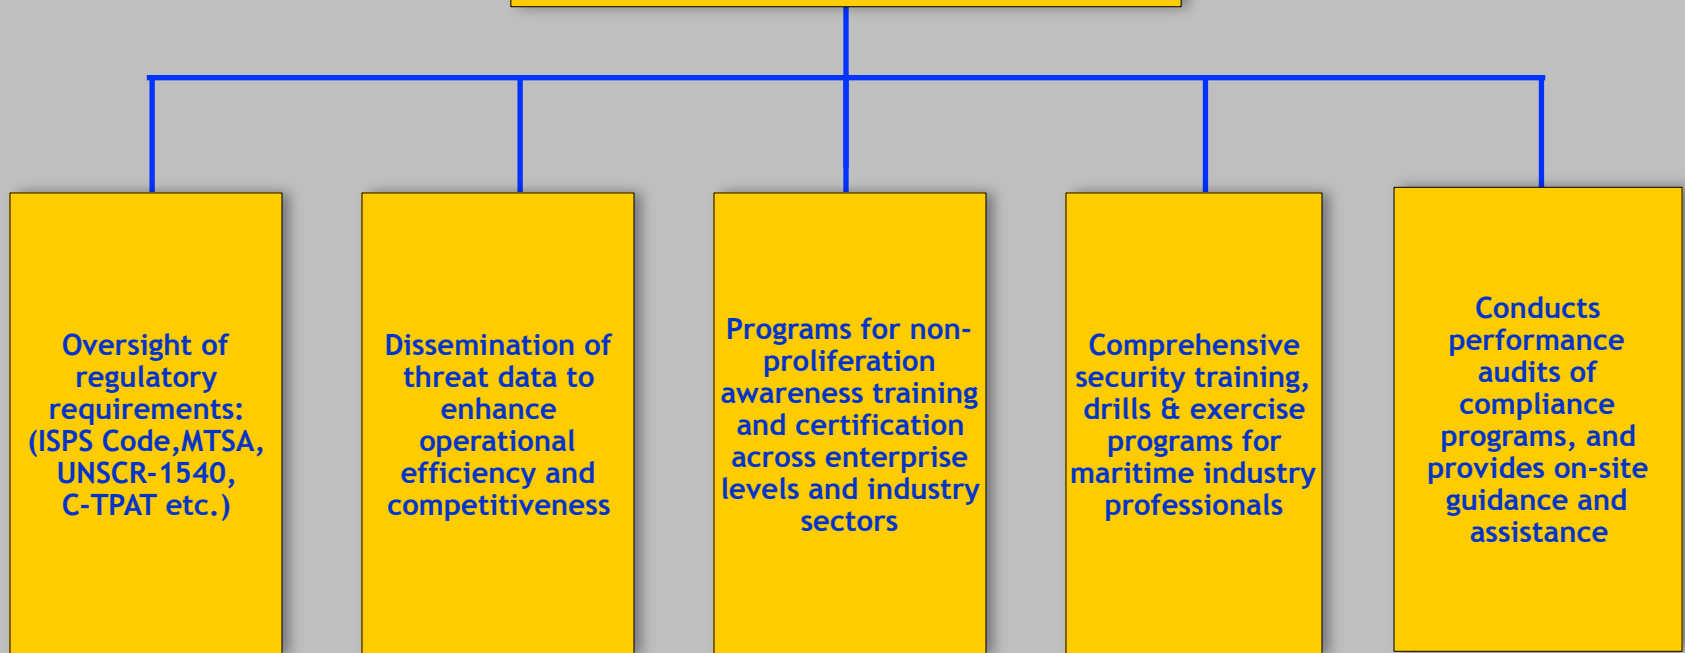 Oversight of
regulatory
requirements:
(ISPS Code,MTSA,
UNSCR-1540,
C-TPAT etc.)
Dissemination of
threat data to
enhance
operational
efficiency and
competitiveness
Programs for non-
proliferation
awareness training
and certification
across enterprise
levels and industry
sectors
Comprehensive
security training,
drills & exercise
programs for
maritime industry
professionals
Conducts
performance
audits of
compliance
programs, and
provides on-site
guidance and
assistance